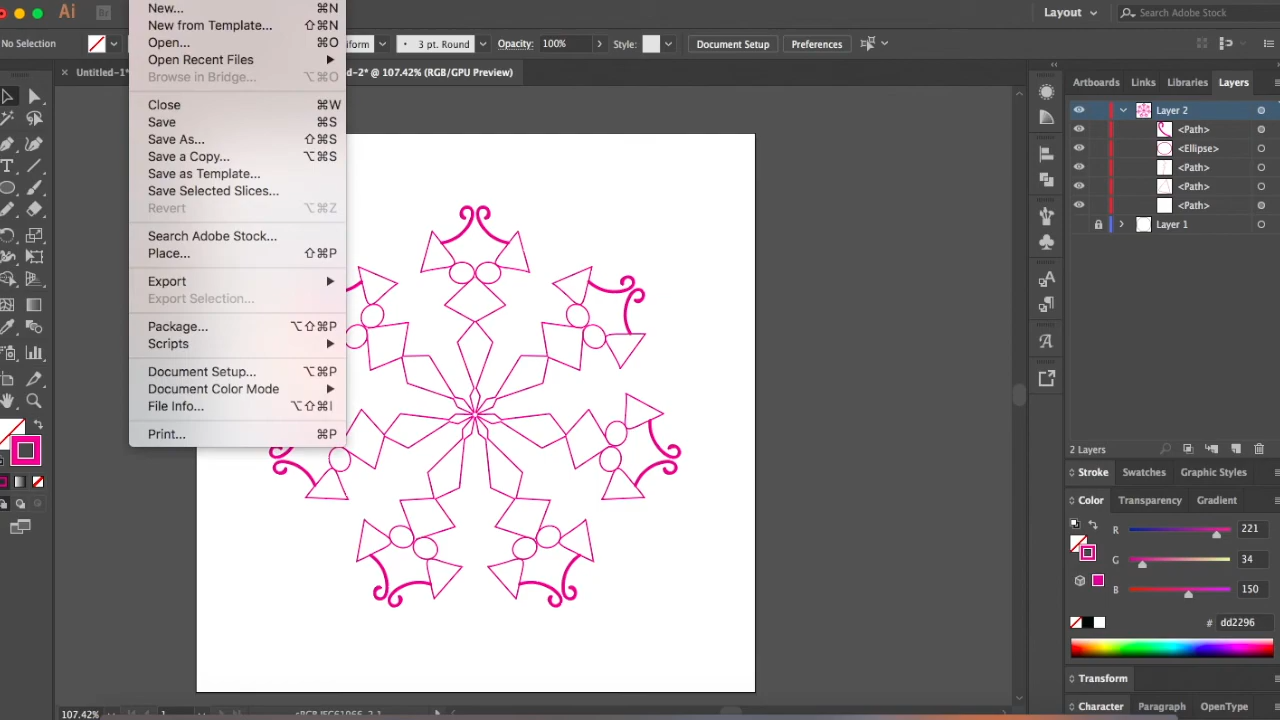 Ai
Br
Layout
Search Adobe Stock
No Selection
3 pt. Round
Opacity:
100%
Style:
Document Setup
Preferences
Untitled-1*
-2* @ 107.42% (RGB/GPU Preview)
New... ⌘N
New from Template... ⇧⌘N
Open... ⌘O
Open Recent Files
Browse in Bridge... ⌥⌘O
Close ⌘W
Save ⌘S
Save As... ⇧⌘S
Save a Copy... ⌥⌘S
Save as Template...
Save Selected Slices...
Revert ⌥⌘Z
Search Adobe Stock...
Place... ⇧⌘P
Export
Export Selection...
Package... ⌥⇧⌘P
Scripts
Document Setup... ⌥⌘P
Document Color Mode
File Info... ⌥⇧⌘I
Print... ⌘P
Artboards Links Libraries Layers
Layer 2
<Path>
<Ellipse>
<Path>
<Path>
<Path>
Layer 1
2 Layers
Stroke Swatches Graphic Styles
Color Transparency Gradient
R 221
G 34
B 150
# dd2296
Transform
Character Paragraph OpenType
107.42%
1